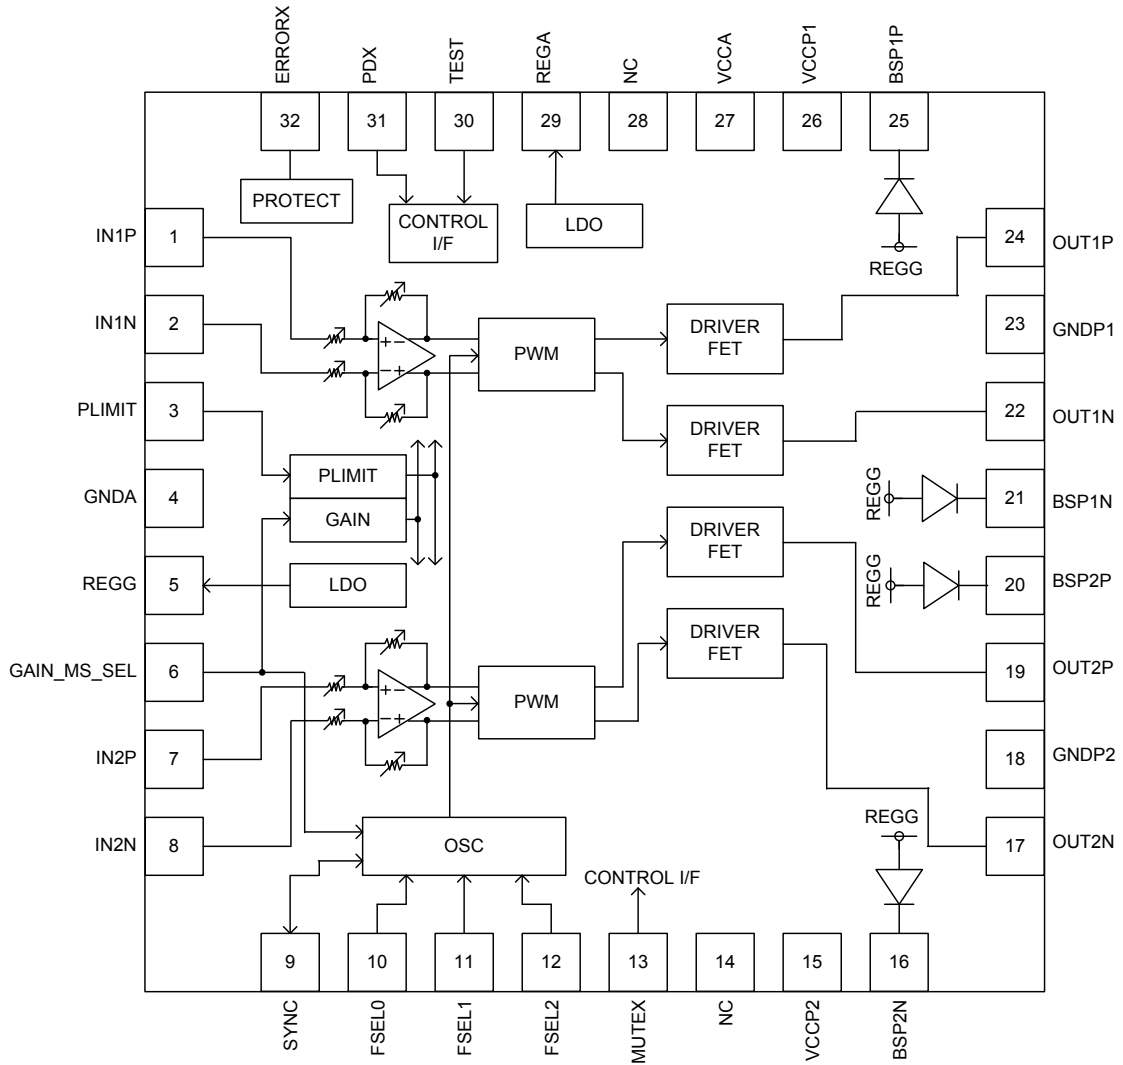 ERRORX
PDX
TEST
REGA
NC
VCCA
VCCP1
BSP1P
32
31
30
29
28
27
26
25
PROTECT
CONTROL
I/F
LDO
REGG
IN1P
1
24
OUT1P
IN1N
2
23
GNDP1
+ −
− +
PWM
DRIVER
FET
PLIMIT
3
22
OUT1N
DRIVER
FET
PLIMIT
GAIN
GNDA
4
REGG
21
BSP1N
DRIVER
FET
REGG
5
LDO
REGG
20
BSP2P
DRIVER
FET
GAIN_MS_SEL
6
19
OUT2P
+ −
− +
PWM
IN2P
7
18
GNDP2
IN2N
8
OSC
REGG
17
OUT2N
CONTROL I/F
9
10
11
12
13
14
15
16
SYNC
FSEL0
FSEL1
FSEL2
MUTEX
NC
VCCP2
BSP2N